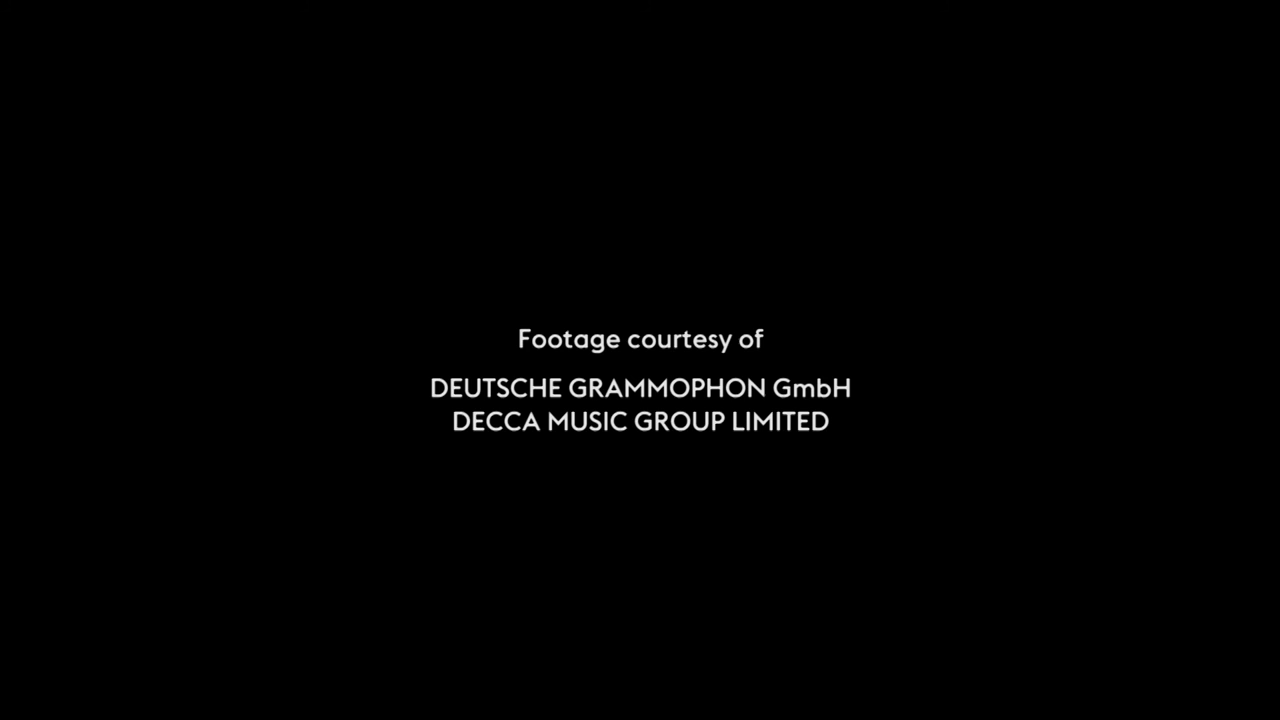 Footage courtesy of
DEUTSCHE GRAMMOPHON GmbH
DECCA MUSIC GROUP LIMITED